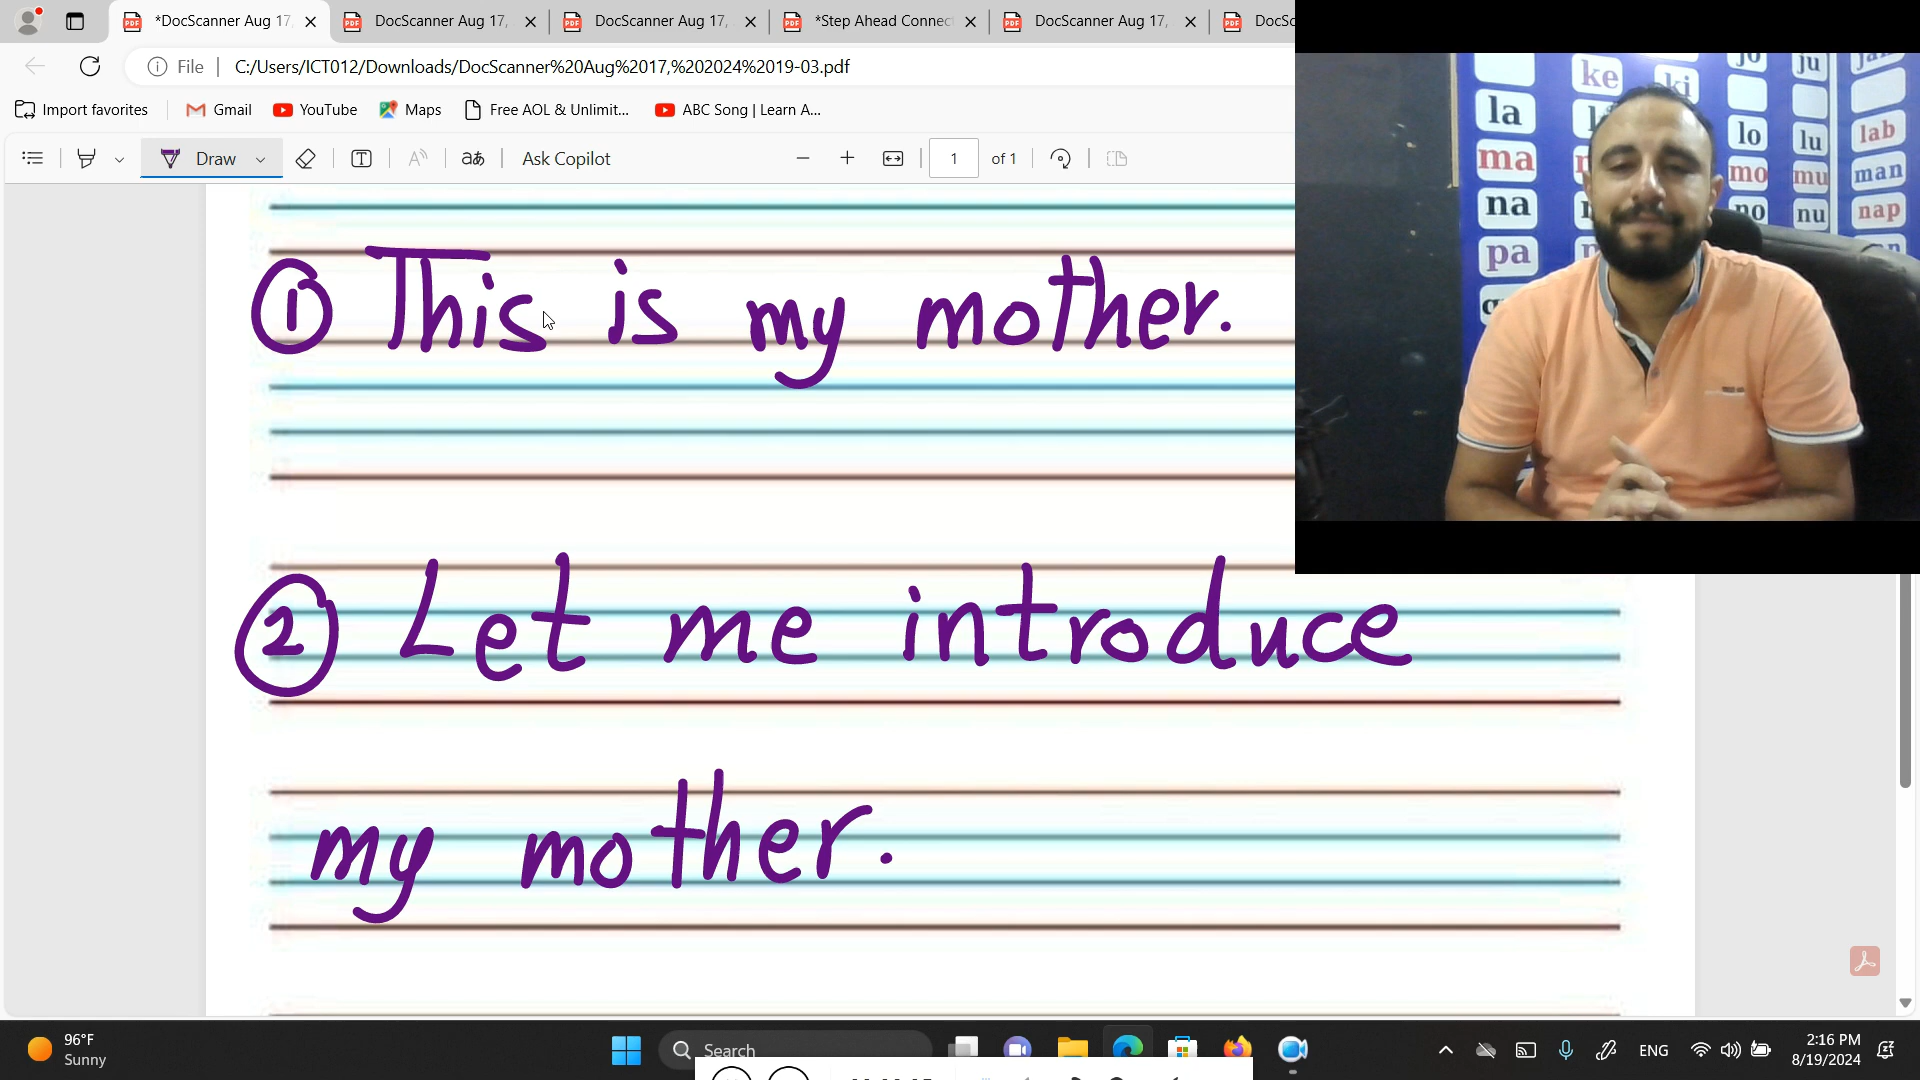 *DocScanner Aug 17,
DocScanner Aug 17,
DocScanner Aug 17,
*Step Ahead Connec
DocScanner Aug 17,
DocSc
File
C:/Users/ICT012/Downloads/DocScanner%20Aug%2017,%202024%2019-03.pdf
Import favorites
Gmail
YouTube
Maps
Free AOL & Unlimit...
ABC Song | Learn A...
Draw
Ask Copilot
1 of 1
① This is my mother.
② Let me introduce
my mother.
ke ki jo ju
la lo lu lab
ma mo mu man
na no nu nap
pa
96°F
Sunny
Search
ENG
2:16 PM
8/19/2024